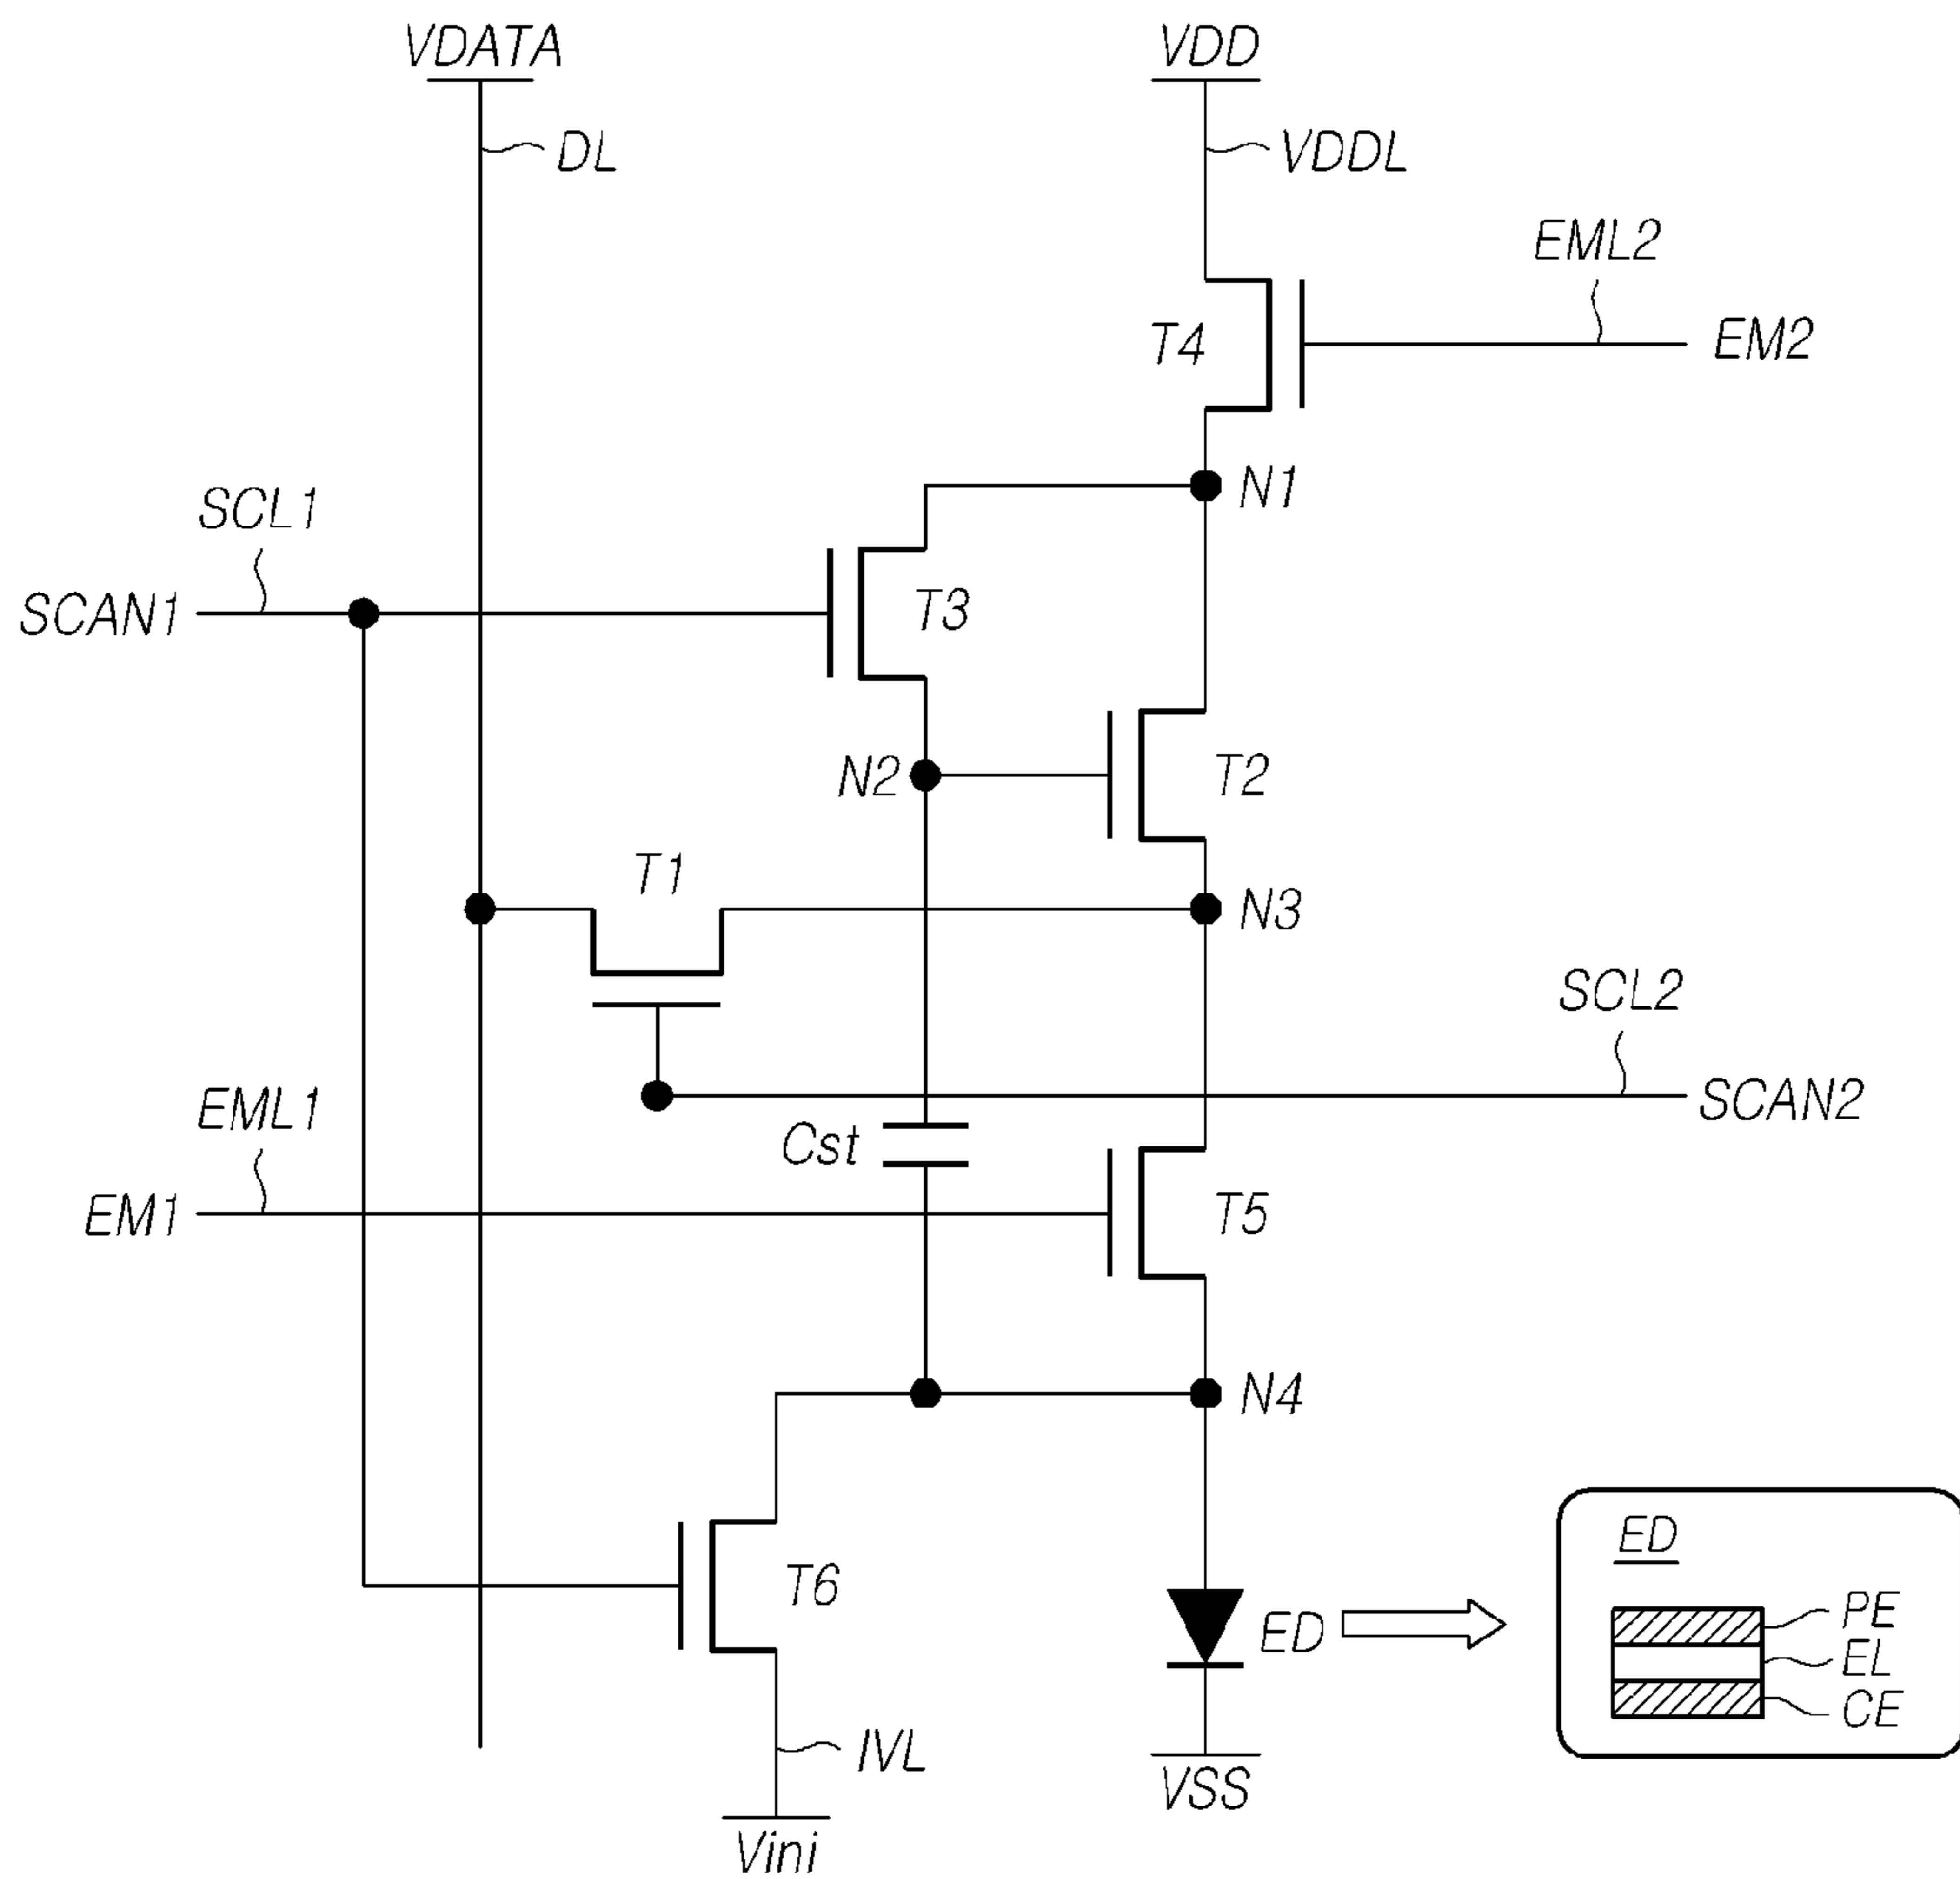 VDATA
VDD
DL
VDDL
EML2
T4
EM2
SCL1
N1
SCAN1
T3
N2
T2
T1
N3
SCL2
EML1
SCAN2
Cst
EM1
T5
N4
ED
T6
ED
PE
EL
CE
IVL
VSS
Vini